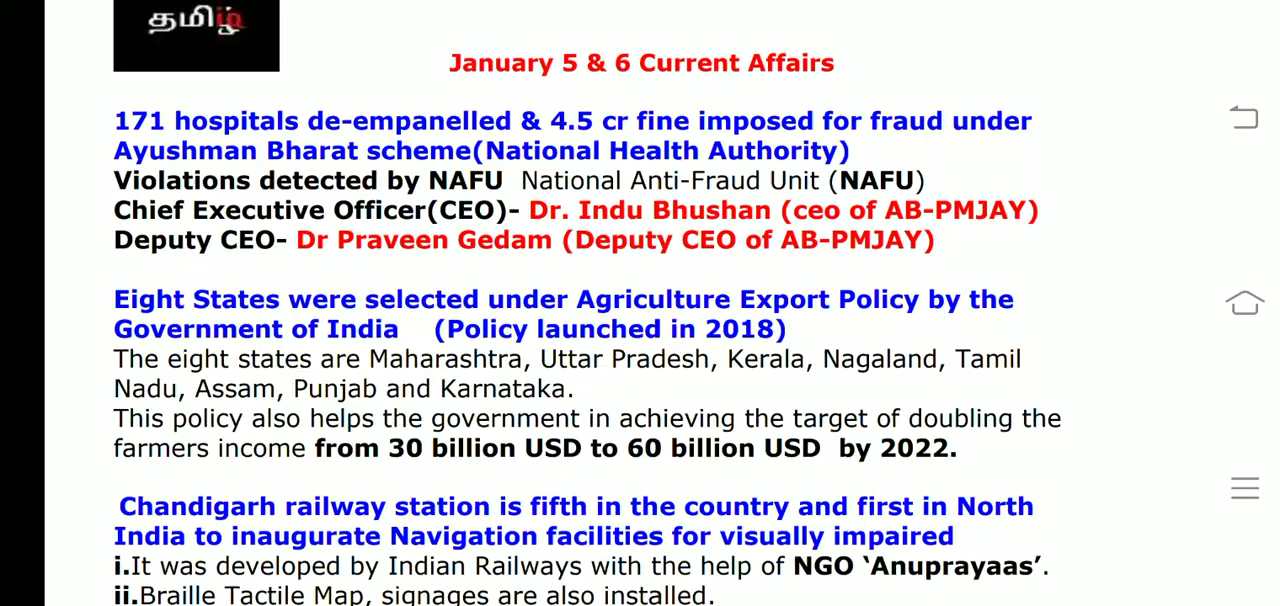 தமிழ்
January 5 & 6 Current Affairs
171 hospitals de-empanelled & 4.5 cr fine imposed for fraud under
Ayushman Bharat scheme(National Health Authority)
Violations detected by NAFU National Anti-Fraud Unit (NAFU)
Chief Executive Officer(CEO)- Dr. Indu Bhushan (ceo of AB-PMJAY)
Deputy CEO- Dr Praveen Gedam (Deputy CEO of AB-PMJAY)
Eight States were selected under Agriculture Export Policy by the
Government of India (Policy launched in 2018)
The eight states are Maharashtra, Uttar Pradesh, Kerala, Nagaland, Tamil
Nadu, Assam, Punjab and Karnataka.
This policy also helps the government in achieving the target of doubling the
farmers income from 30 billion USD to 60 billion USD by 2022.
Chandigarh railway station is fifth in the country and first in North
India to inaugurate Navigation facilities for visually impaired
i.It was developed by Indian Railways with the help of NGO ‘Anuprayaas’.
ii.Braille Tactile Map, signages are also installed.